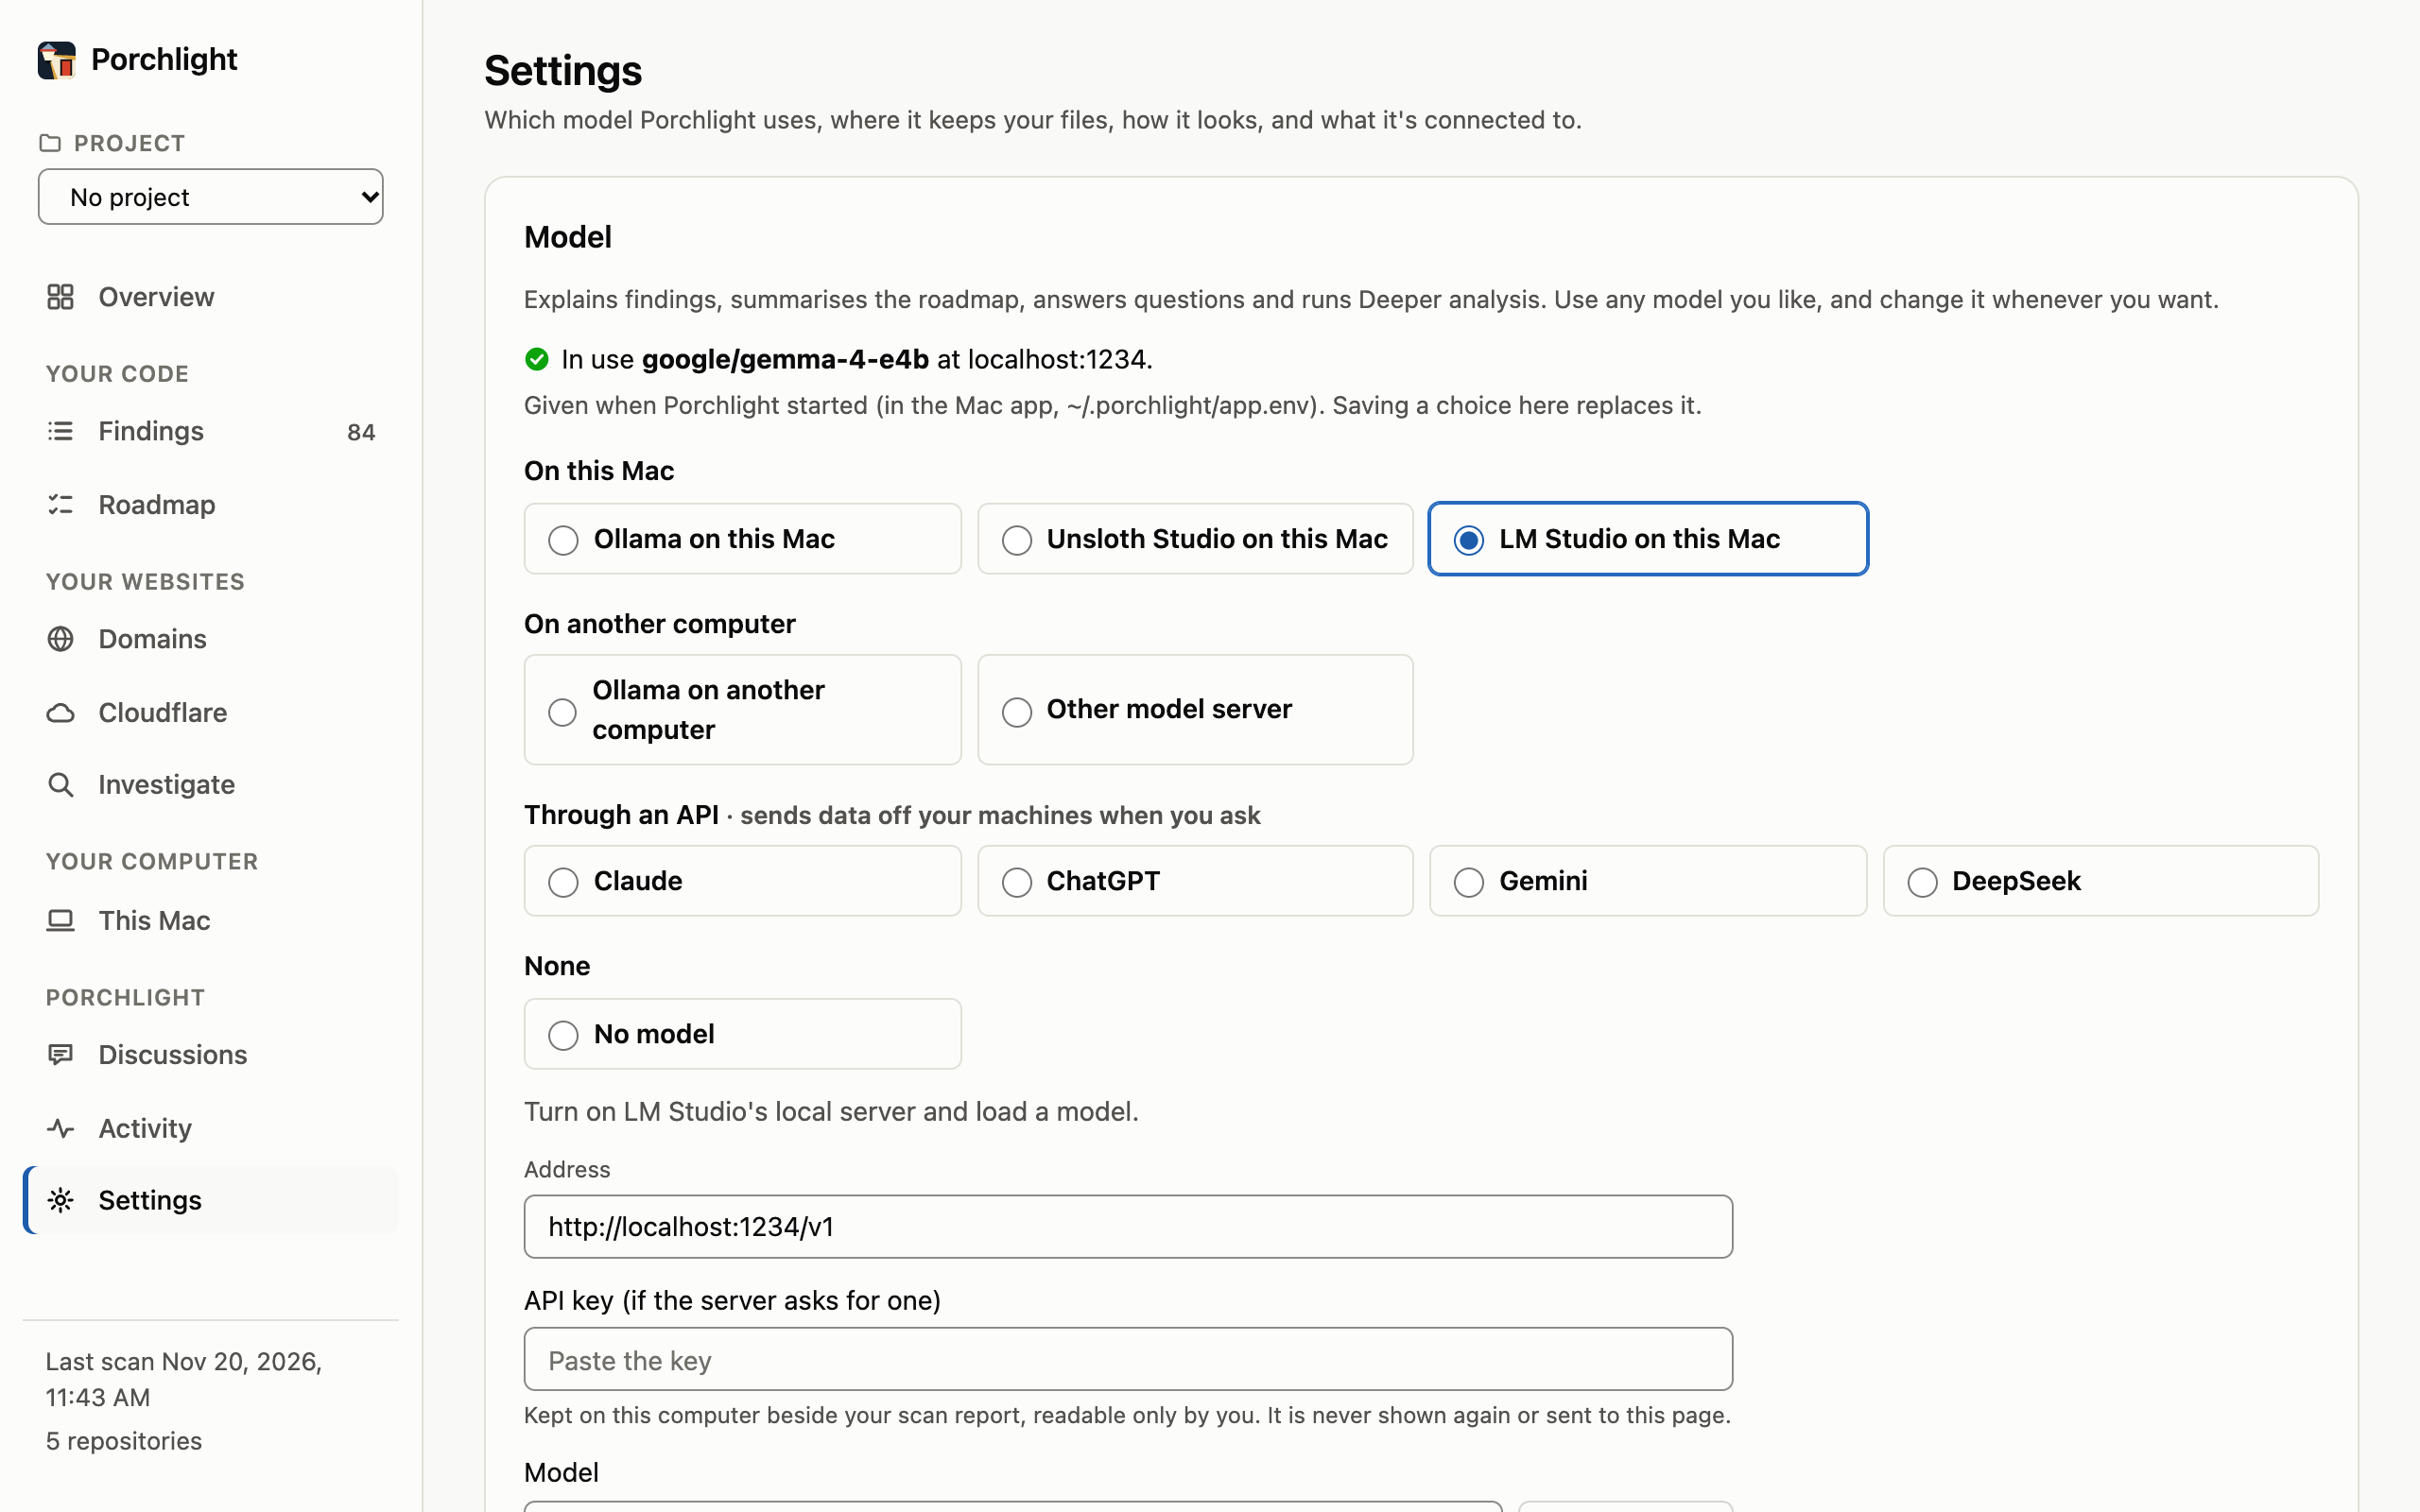 Porchlight
PROJECT
No project
Overview
YOUR CODE
Findings 84
Roadmap
YOUR WEBSITES
Domains
Cloudflare
Investigate
YOUR COMPUTER
This Mac
PORCHLIGHT
Discussions
Activity
Settings
Last scan Nov 20, 2026,
11:43 AM
5 repositories
Settings
Which model Porchlight uses, where it keeps your files, how it looks, and what it's connected to.
Model
Explains findings, summarises the roadmap, answers questions and runs Deeper analysis. Use any model you like, and change it whenever you want.
In use google/gemma-4-e4b at localhost:1234.
Given when Porchlight started (in the Mac app, ~/.porchlight/app.env). Saving a choice here replaces it.
On this Mac
Ollama on this Mac
Unsloth Studio on this Mac
LM Studio on this Mac
On another computer
Ollama on another
computer
Other model server
Through an API · sends data off your machines when you ask
Claude
ChatGPT
Gemini
DeepSeek
None
No model
Turn on LM Studio's local server and load a model.
Address
http://localhost:1234/v1
API key (if the server asks for one)
Paste the key
Kept on this computer beside your scan report, readable only by you. It is never shown again or sent to this page.
Model